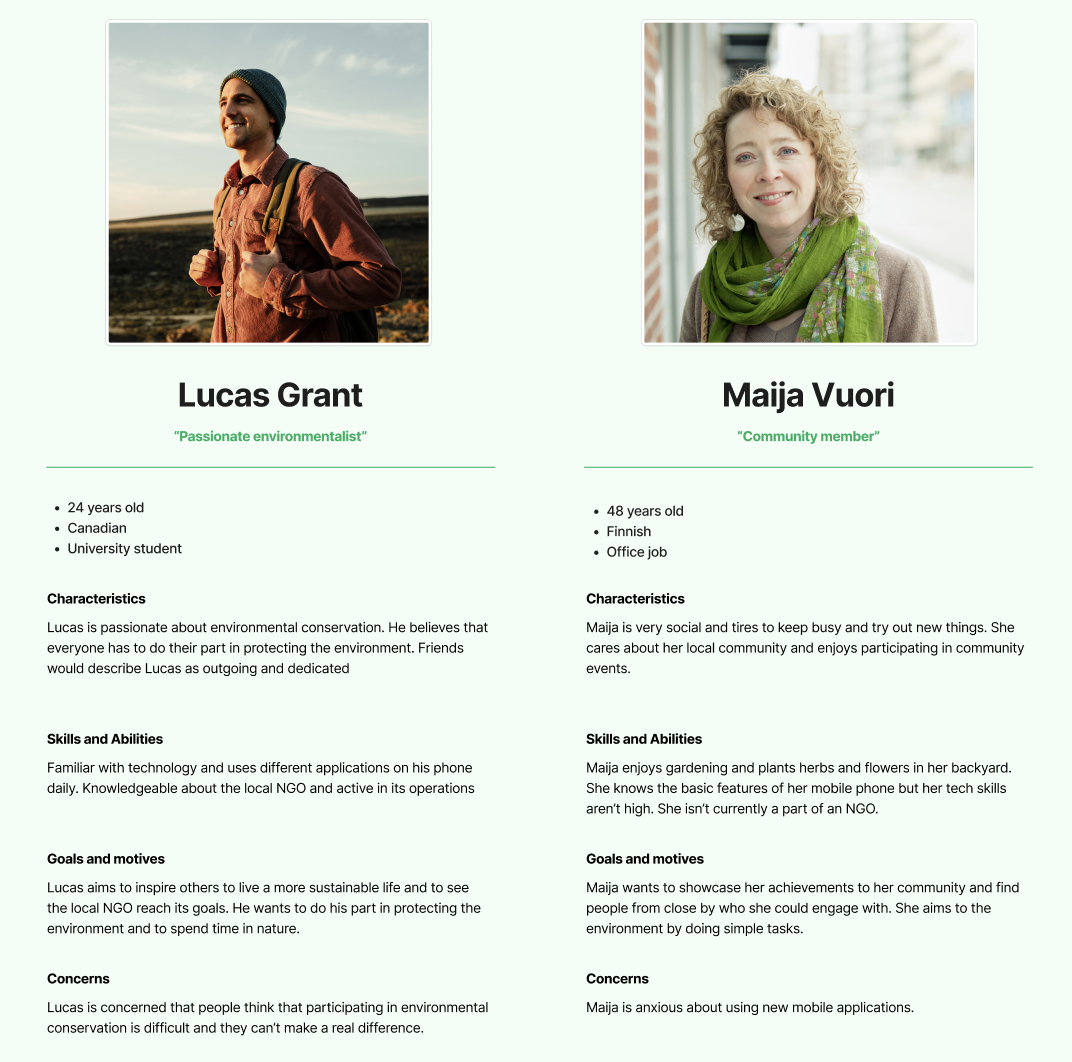 Lucas Grant
“Passionate environmentalist”
• 24 years old
• Canadian
• University student
Characteristics
Lucas is passionate about environmental conservation. He believes that
everyone has to do their part in protecting the environment. Friends
would describe Lucas as outgoing and dedicated
Skills and Abilities
Familiar with technology and uses different applications on his phone
daily. Knowledgeable about the local NGO and active in its operations
Goals and motives
Lucas aims to inspire others to live a more sustainable life and to see
the local NGO reach its goals. He wants to do his part in protecting the
environment and to spend time in nature.
Concerns
Lucas is concerned that people think that participating in environmental
conservation is difficult and they can’t make a real difference.
Maija Vuori
“Community member”
• 48 years old
• Finnish
• Office job
Characteristics
Maija is very social and tires to keep busy and try out new things. She
cares about her local community and enjoys participating in community
events.
Skills and Abilities
Maija enjoys gardening and plants herbs and flowers in her backyard.
She knows the basic features of her mobile phone but her tech skills
aren’t high. She isn’t currently a part of an NGO.
Goals and motives
Maija wants to showcase her achievements to her community and find
people from close by who she could engage with. She aims to the
environment by doing simple tasks.
Concerns
Maija is anxious about using new mobile applications.